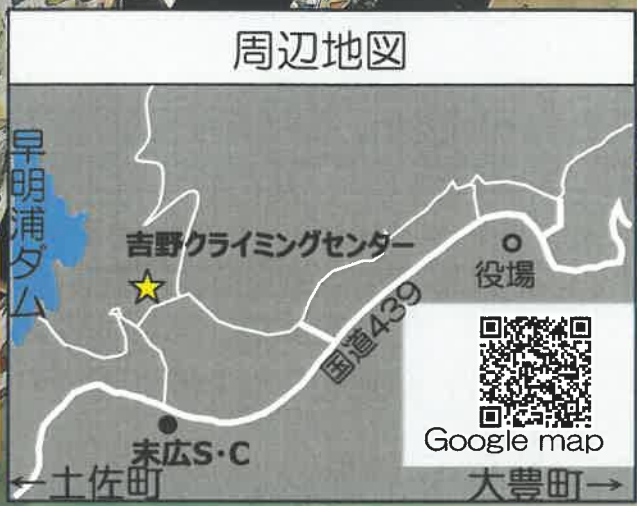 周辺地図
早明浦ダム
吉野クライミングセンター
役場
国道439
末広S・C
Google map
←土佐町
大豊町→